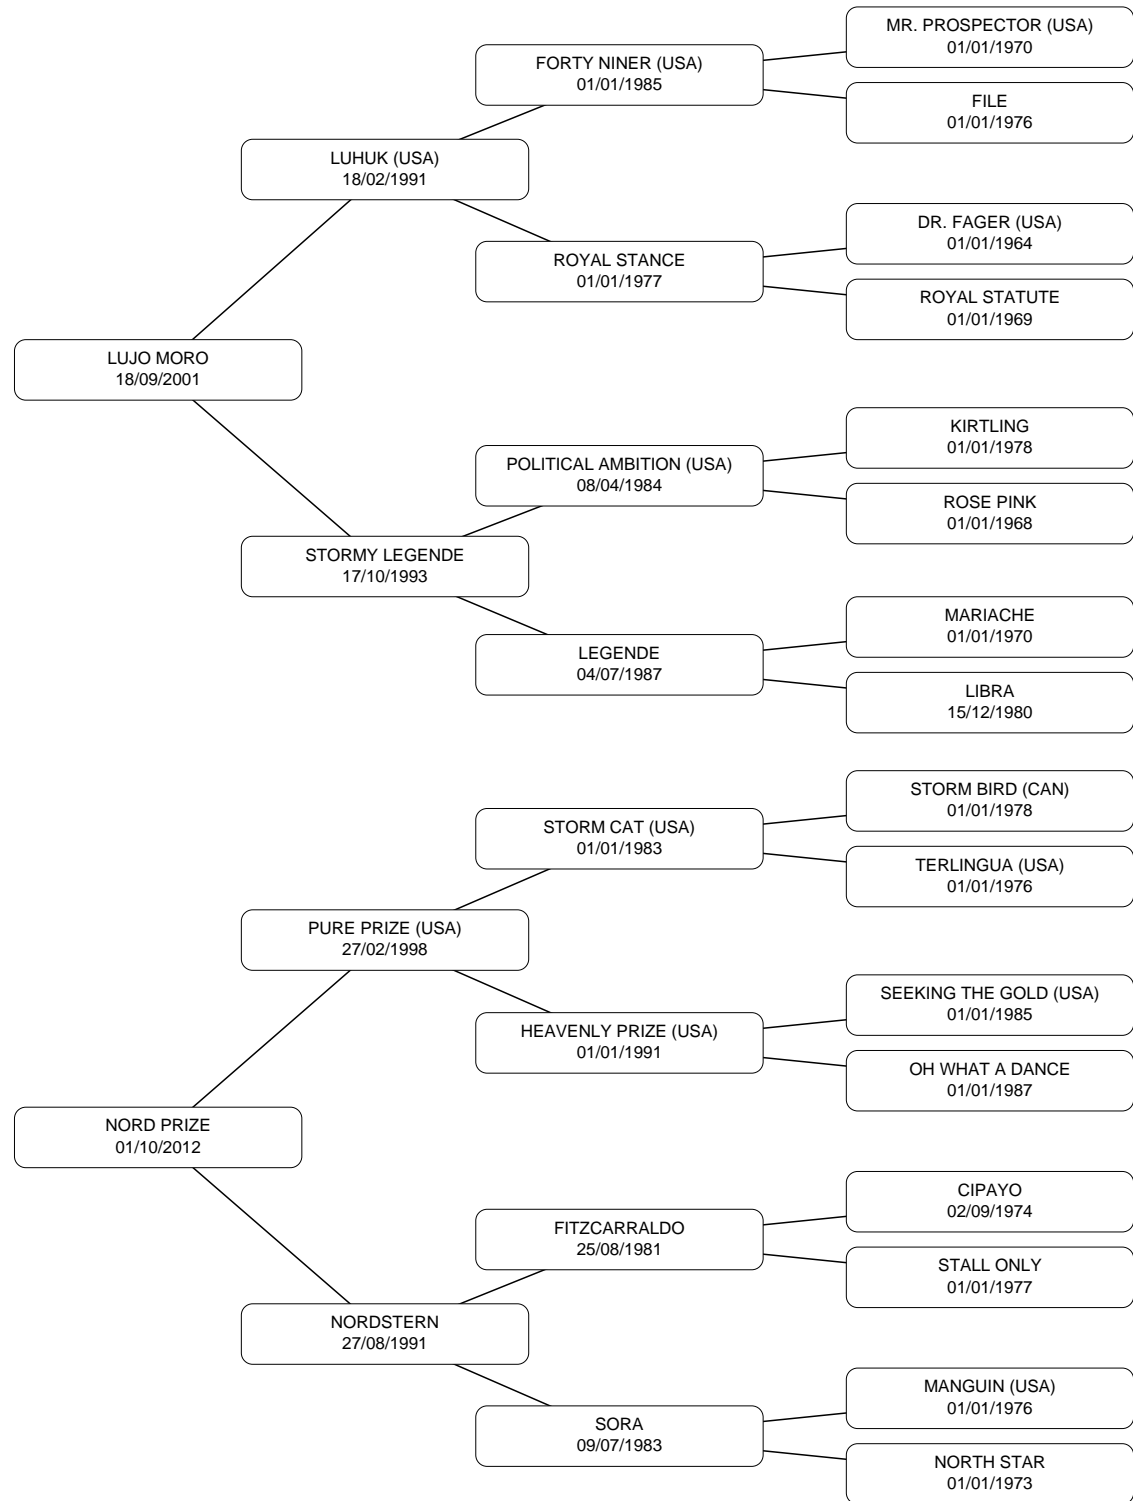 MR. PROSPECTOR (USA)
01/01/1970
FORTY NINER (USA)
01/01/1985
FILE
01/01/1976
LUHUK (USA)
18/02/1991
DR. FAGER (USA)
01/01/1964
ROYAL STANCE
01/01/1977
ROYAL STATUTE
01/01/1969
LUJO MORO
18/09/2001
KIRTLING
01/01/1978
POLITICAL AMBITION (USA)
08/04/1984
ROSE PINK
01/01/1968
STORMY LEGENDE
17/10/1993
MARIACHE
01/01/1970
LEGENDE
04/07/1987
LIBRA
15/12/1980
STORM BIRD (CAN)
01/01/1978
STORM CAT (USA)
01/01/1983
TERLINGUA (USA)
01/01/1976
PURE PRIZE (USA)
27/02/1998
SEEKING THE GOLD (USA)
01/01/1985
HEAVENLY PRIZE (USA)
01/01/1991
OH WHAT A DANCE
01/01/1987
NORD PRIZE
01/10/2012
CIPAYO
02/09/1974
FITZCARRALDO
25/08/1981
STALL ONLY
01/01/1977
NORDSTERN
27/08/1991
MANGUIN (USA)
01/01/1976
SORA
09/07/1983
NORTH STAR
01/01/1973